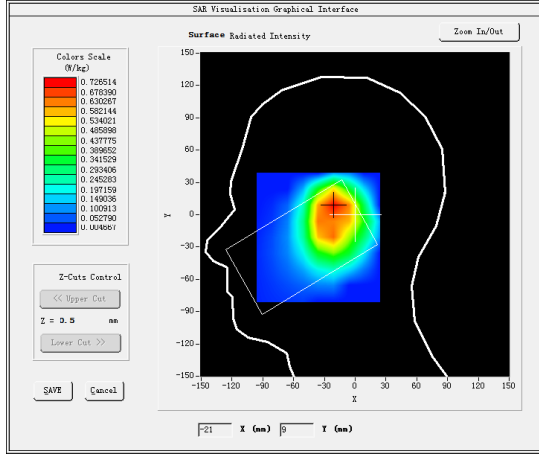 SAR Visualisation Graphical Interface
Surface Radiated Intensity
Zoom In/Out
Colors Scale
(W/kg)
0.726514
0.678390
0.630267
0.582144
0.534021
0.485898
0.437775
0.389652
0.341529
0.293406
0.245283
0.197159
0.149036
0.100913
0.052790
0.004667
Z-Cuts Control
<< Upper Cut
Z = 3.5 mm
Lower Cut >>
SAVE Cancel
150
120
90
60
30
0
-30
-60
-90
-120
-150
Y
-150 -120 -90 -60 -30 0 30 60 90 120 150
X
-21 X (mm) 9 Y (mm)